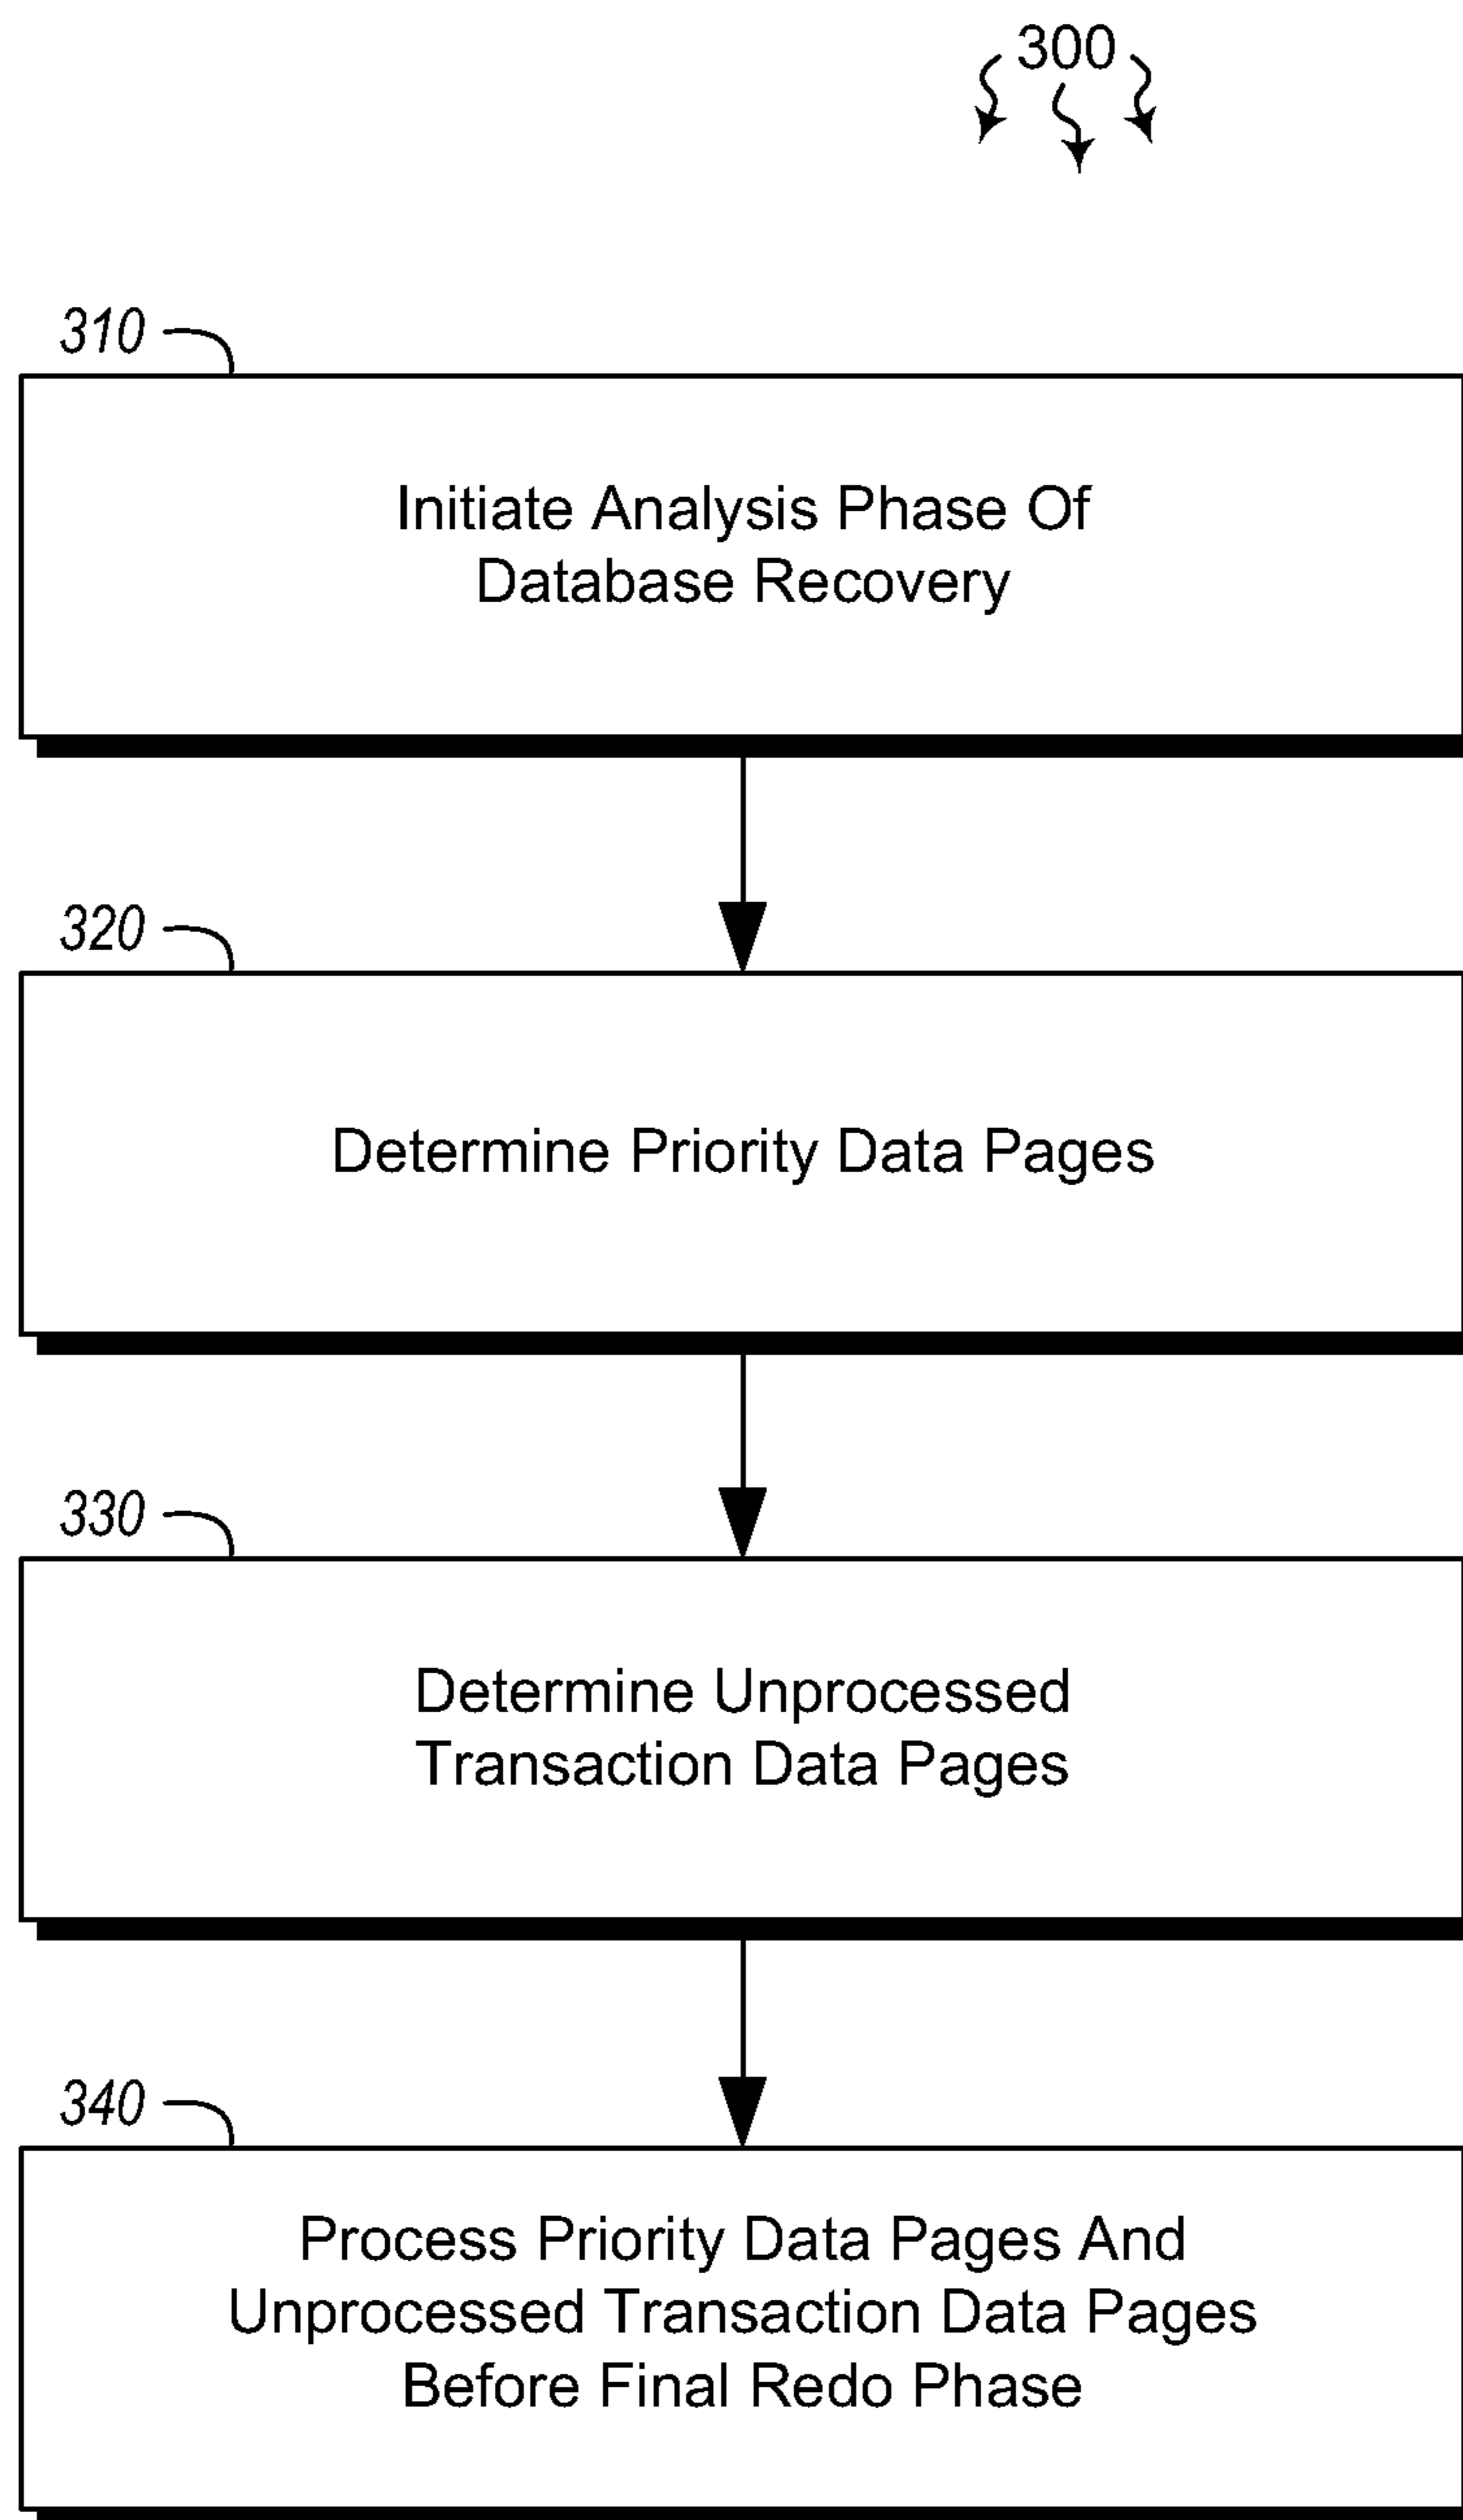 300
310
Initiate Analysis Phase Of
Database Recovery
320
Determine Priority Data Pages
330
Determine Unprocessed
Transaction Data Pages
340
Process Priority Data Pages And
Unprocessed Transaction Data Pages
Before Final Redo Phase